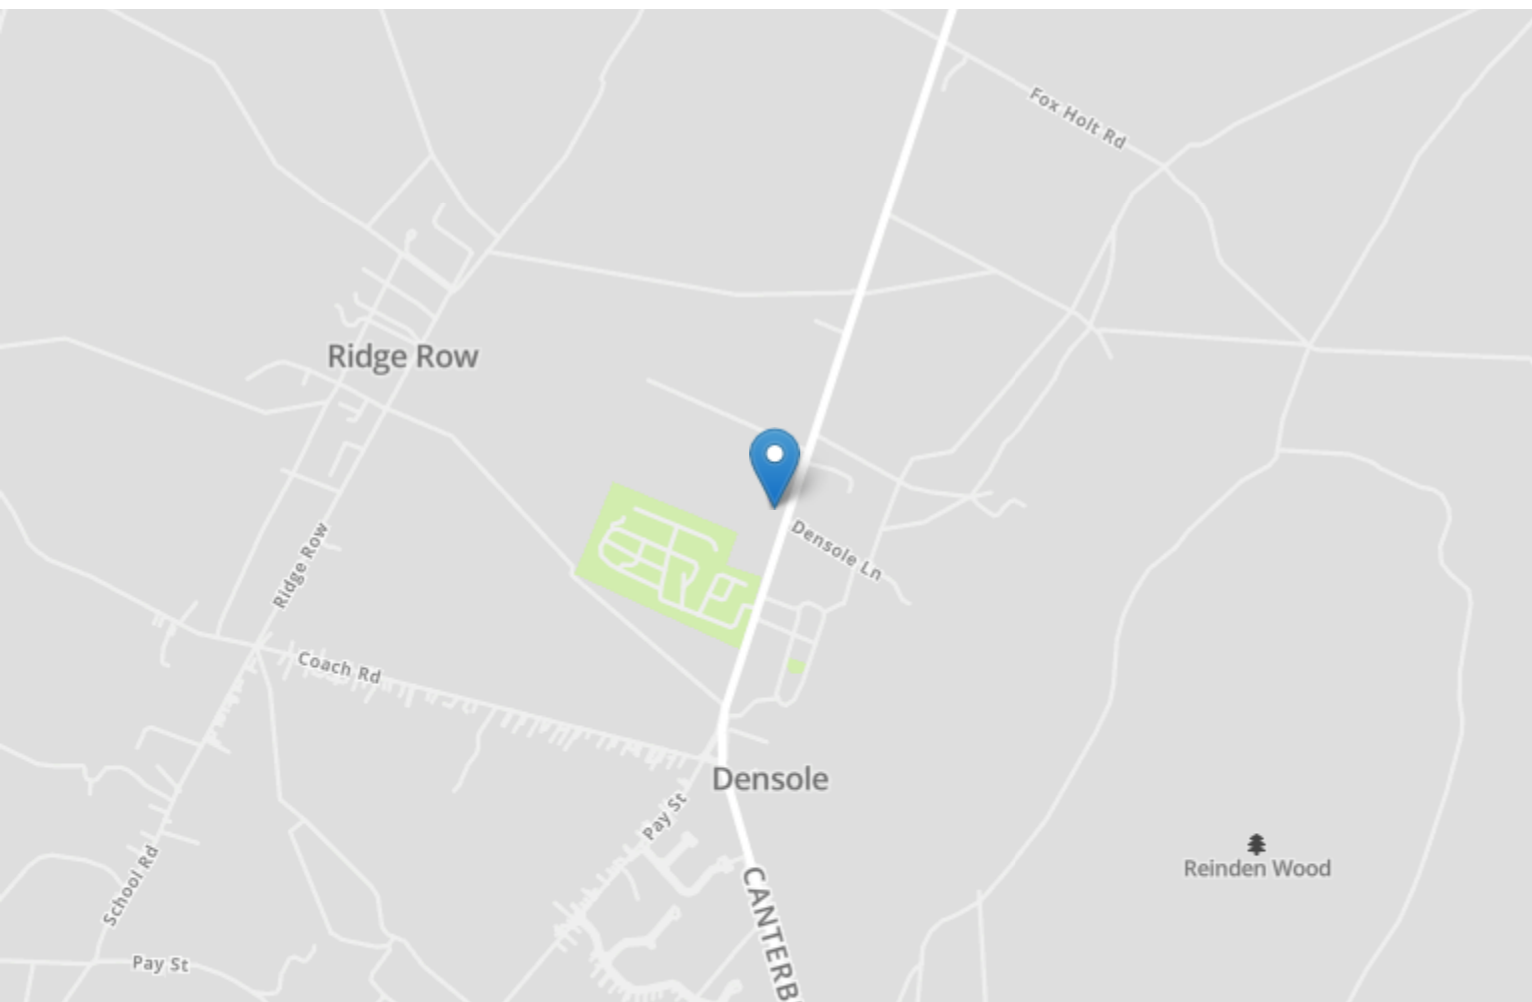 Fox Holt Rd
Ridge Row
Densole Ln
Ridge Row
Coach Rd
Densole
Pay St
School Rd
Reinden Wood
CANTERB
Pay St